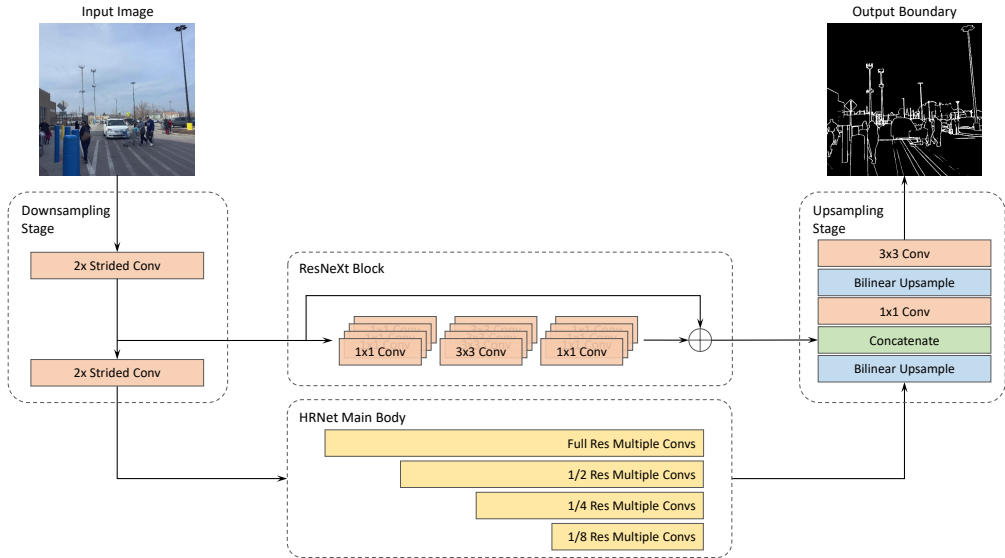 Input Image
Output Boundary
Downsampling
Stage
2x Strided Conv
2x Strided Conv
ResNeXt Block
1x1 Conv
3x3 Conv
1x1 Conv
HRNet Main Body
Full Res Multiple Convs
1/2 Res Multiple Convs
1/4 Res Multiple Convs
1/8 Res Multiple Convs
Upsampling
Stage
3x3 Conv
Bilinear Upsample
1x1 Conv
Concatenate
Bilinear Upsample